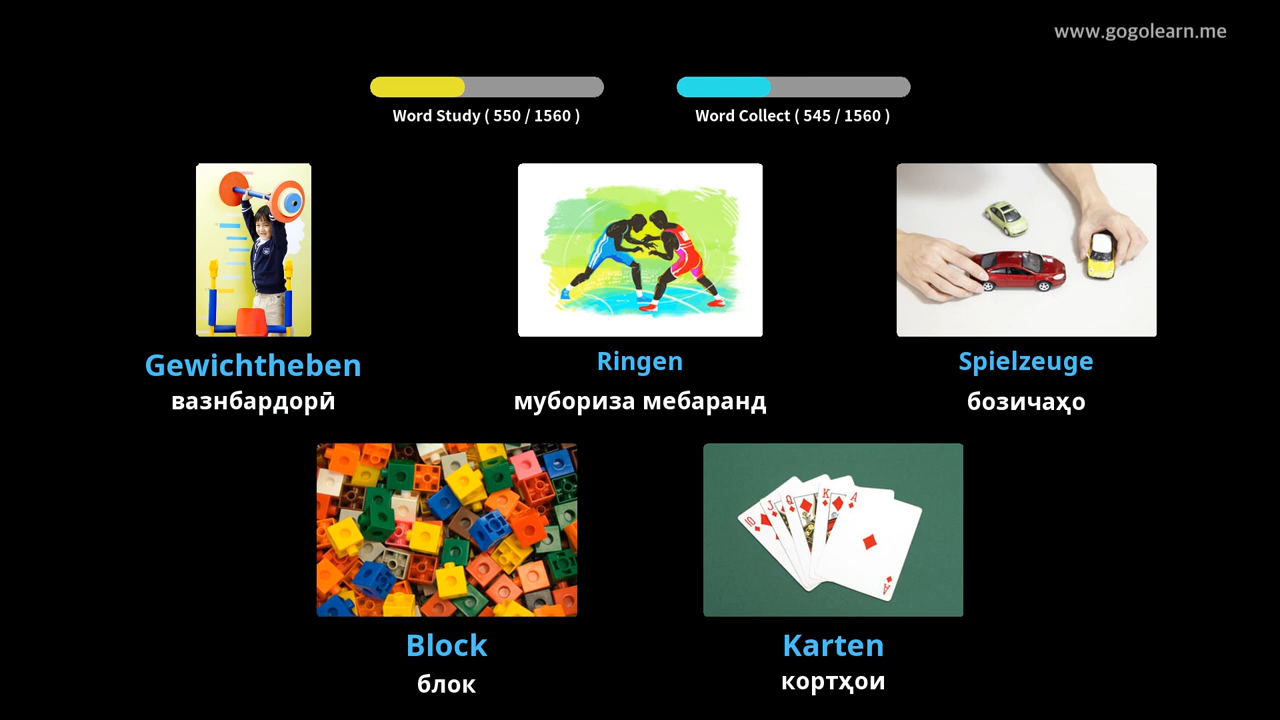 www.gogolearn.me
Word Study ( 550 / 1560 )
Word Collect ( 545 / 1560 )
Gewichtheben
вазнбардорӣ
Ringen
мубориза мебаранд
Spielzeuge
бозичаҳо
Block
блок
Karten
кортҳои